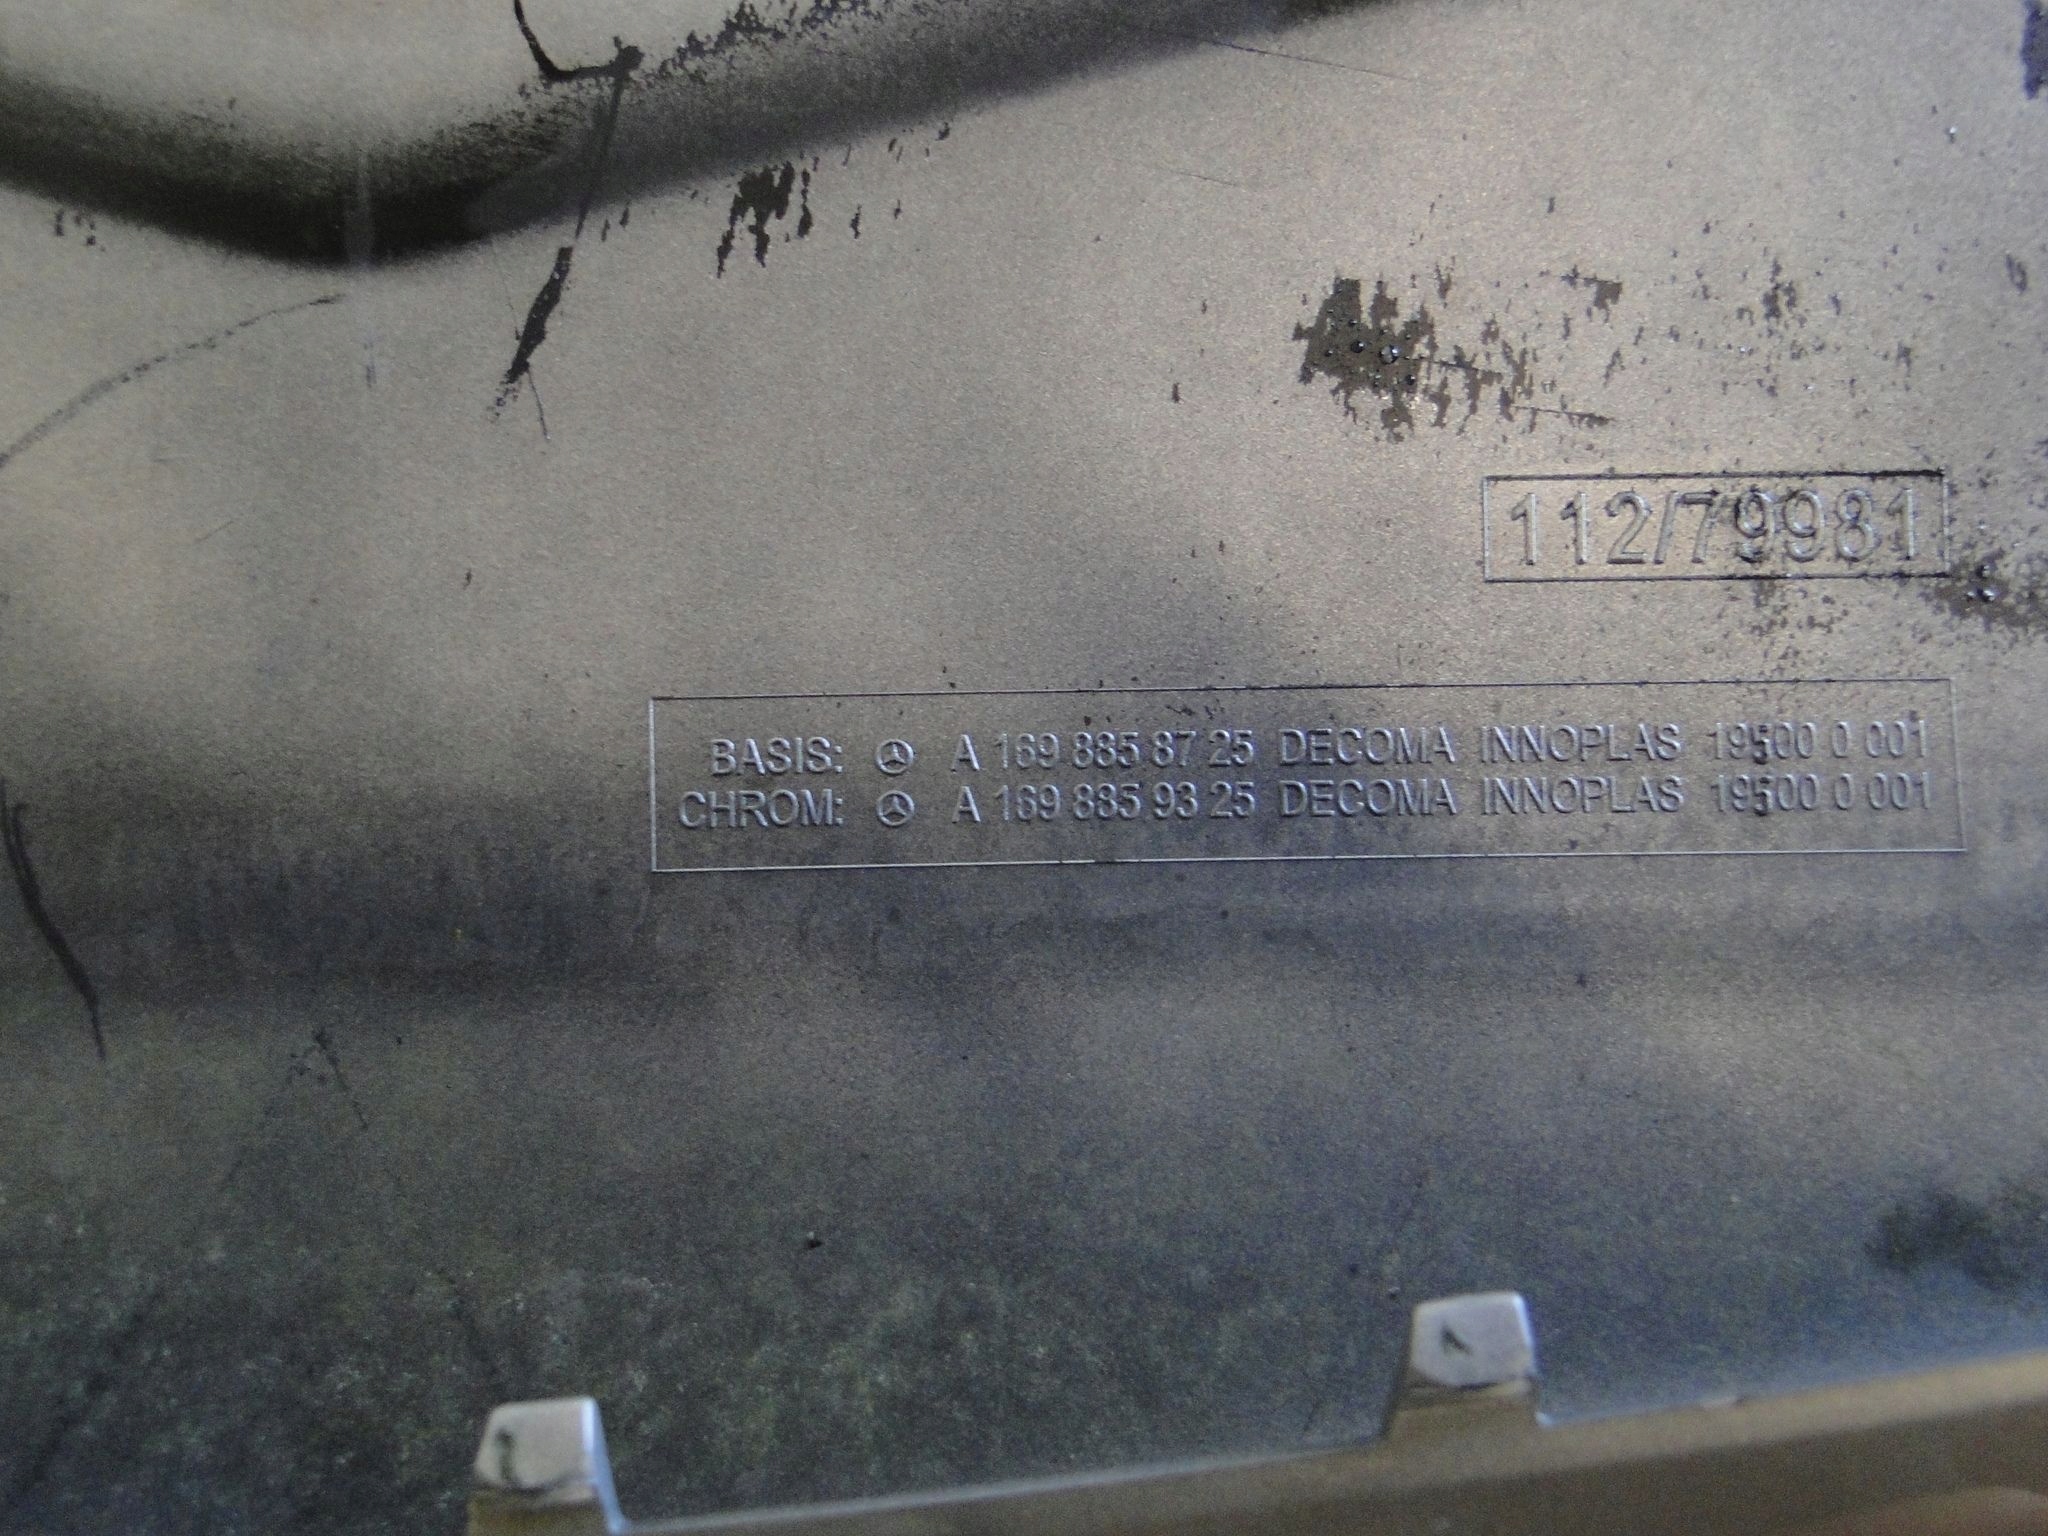 112/79981
BASIS: A 169 885 87 25 DECOMA INNOPLAS 19500 0 001
CHROM: A 169 885 93 25 DECOMA INNOPLAS 19500 0 001